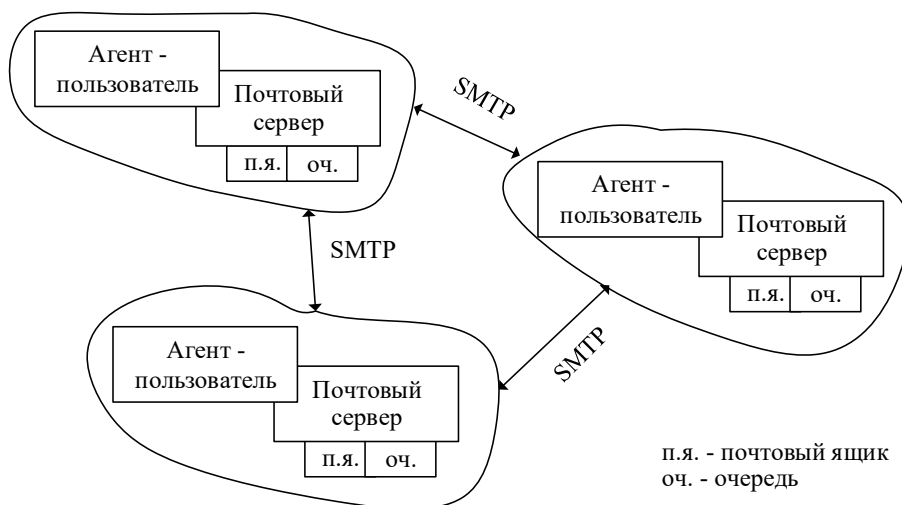 Агент -
пользователь
Почтовый
сервер
п.я.
оч.
SMTP
Агент -
пользователь
Почтовый
сервер
п.я.
оч.
SMTP
SMTP
Агент -
пользователь
Почтовый
сервер
п.я.
оч.
п.я. - почтовый ящик
оч. - очередь